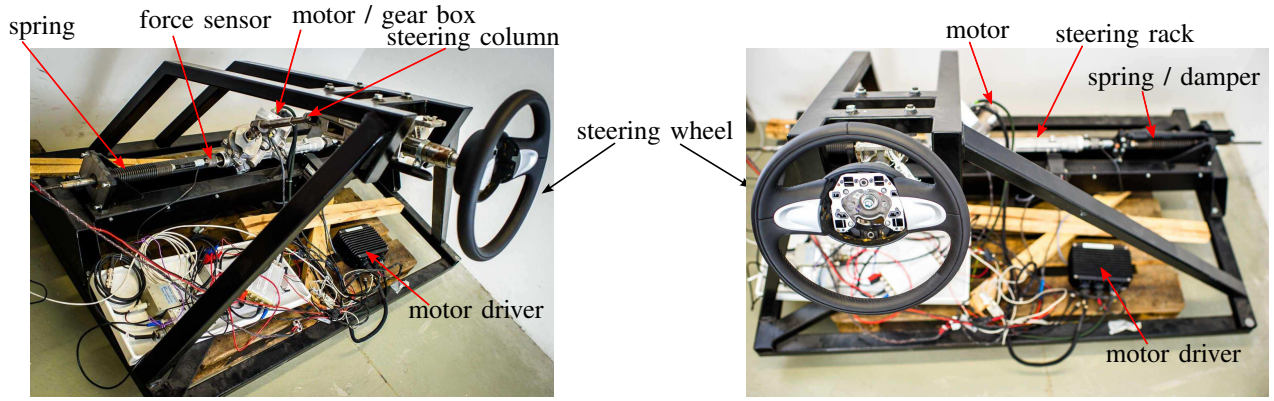 spring
force sensor
motor / gear box
steering column
motor driver
steering wheel
motor
steering rack
spring / damper
motor driver